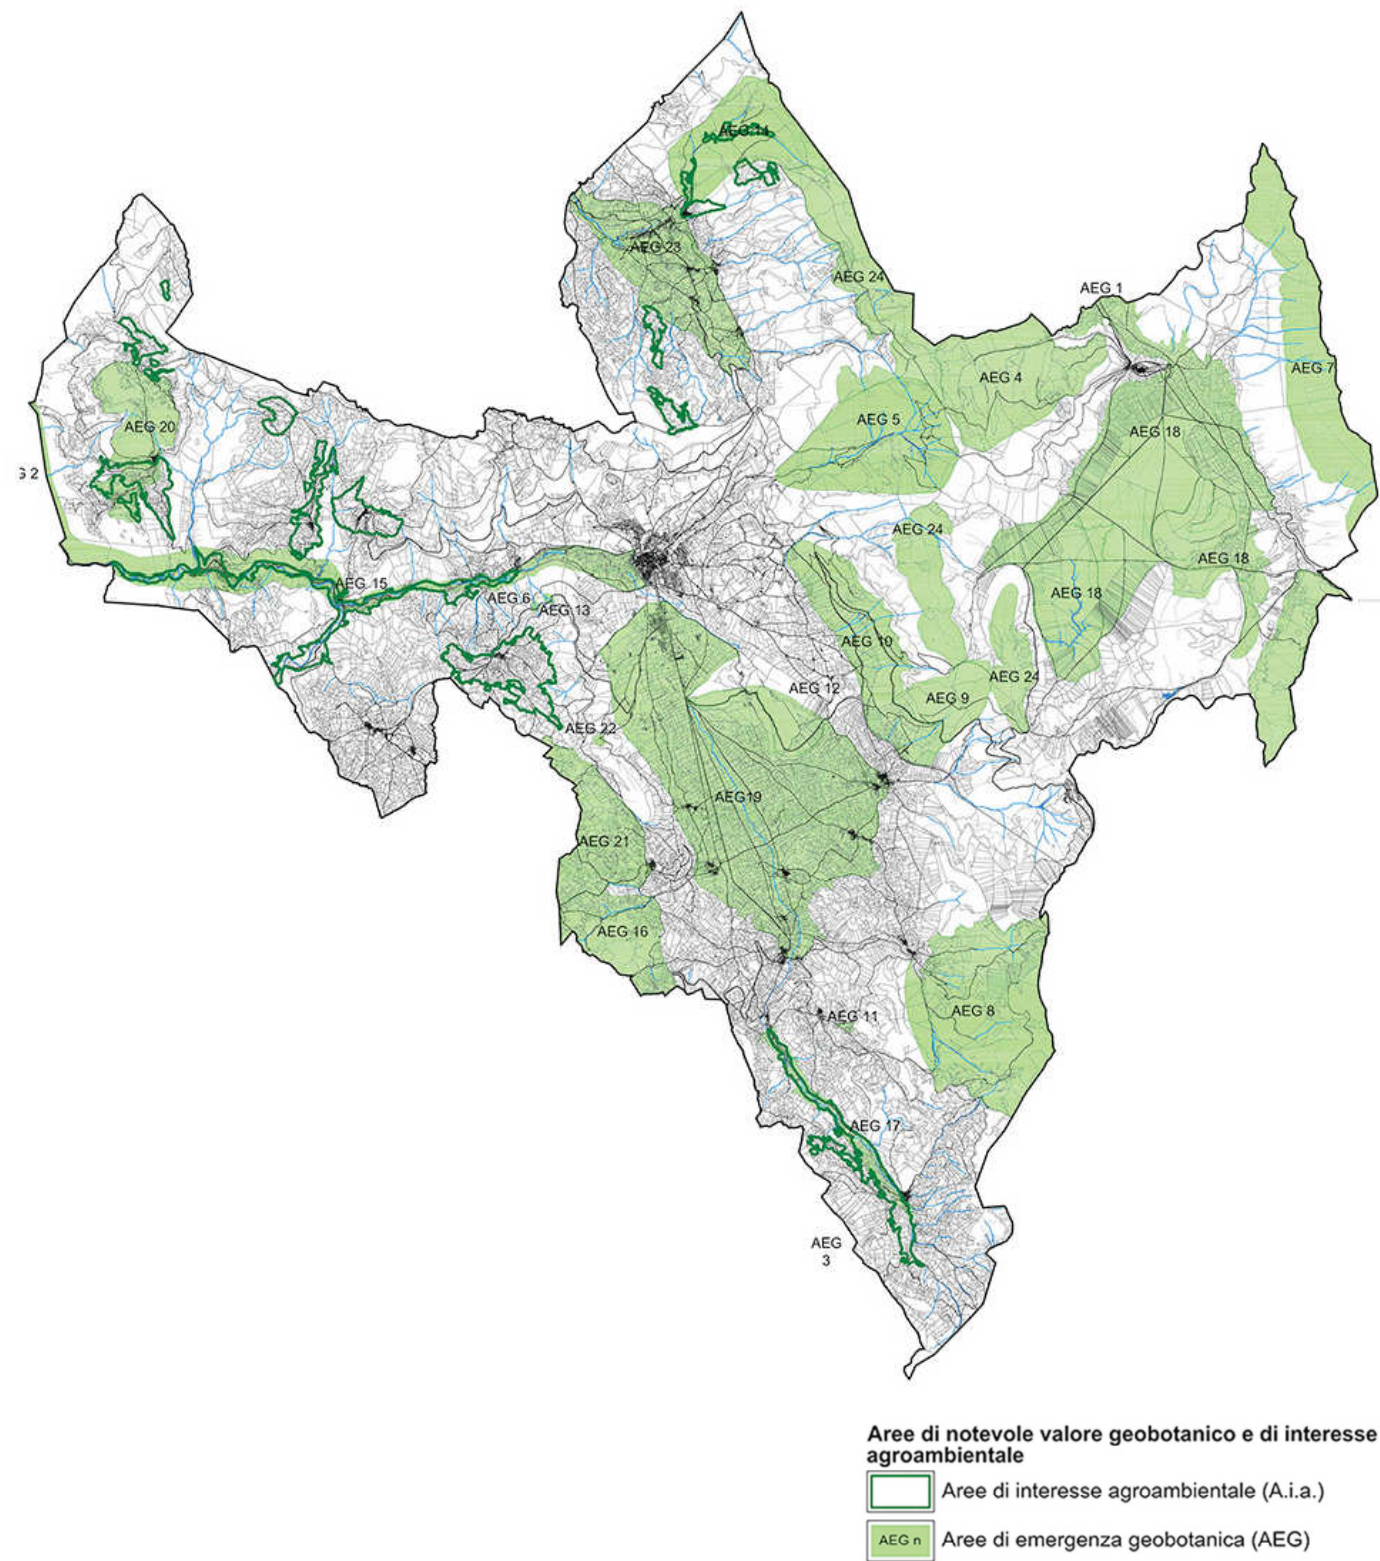 AEG 14
AEG 23
AEG 24
AEG 1
AEG 4
AEG 7
AEG 5
AEG 20
AEG 18
G 2
AEG 24
AEG 18
AEG 15
AEG 6
AEG 13
AEG 18
AEG 10
AEG 24
AEG 12
AEG 9
AEG 22
AEG19
AEG 21
AEG 16
AEG 8
AEG 11
AEG 17
AEG
3
Aree di notevole valore geobotanico e di interesse
agroambientale
Aree di interesse agroambientale (A.i.a.)
AEG n Aree di emergenza geobotanica (AEG)